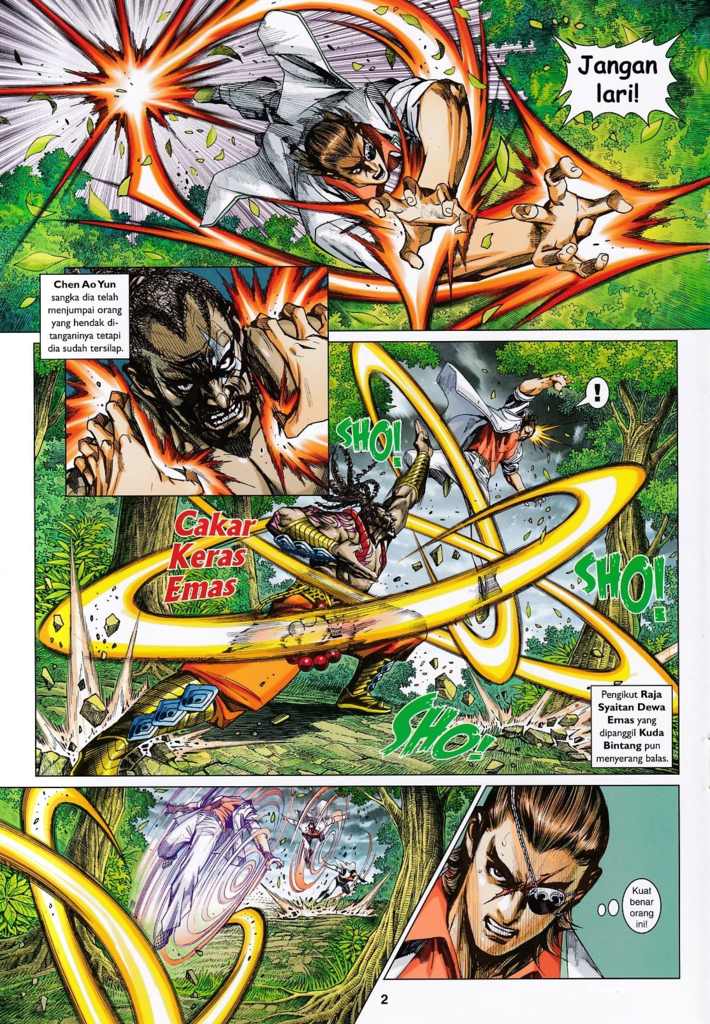 Jangan
lari!
Chen Ao Yun
sangka dia telah
menjumpai orang
yang hendak di-
tanganinya tetapi
dia sudah tersilap.
!
SHO!
Cakar
Keras
Emas
SHO!
SHO!
Pengikut Raja
Syaitan Dewa
Emas yang
dipanggil Kuda
Bintang pun
menyerang balas.
Kuat
benar
orang
ini!
2